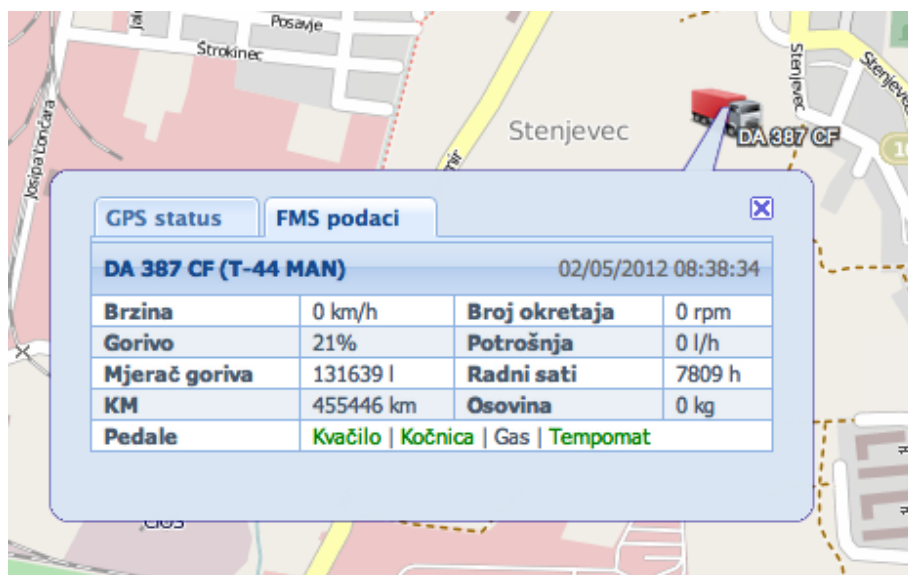 Posavje
Štrokinec
Stenjevec
Stenjevec
DA 387 CF
Josipa Lončara
GPS status
FMS podaci
DA 387 CF (T-44 MAN) 02/05/2012 08:38:34
Brzina 0 km/h Broj okretaja 0 rpm
Gorivo 21% Potrošnja 0 l/h
Mjerač goriva 131639 l Radni sati 7809 h
KM 455446 km Osovina 0 kg
Pedale Kvačilo | Kočnica | Gas | Tempomat